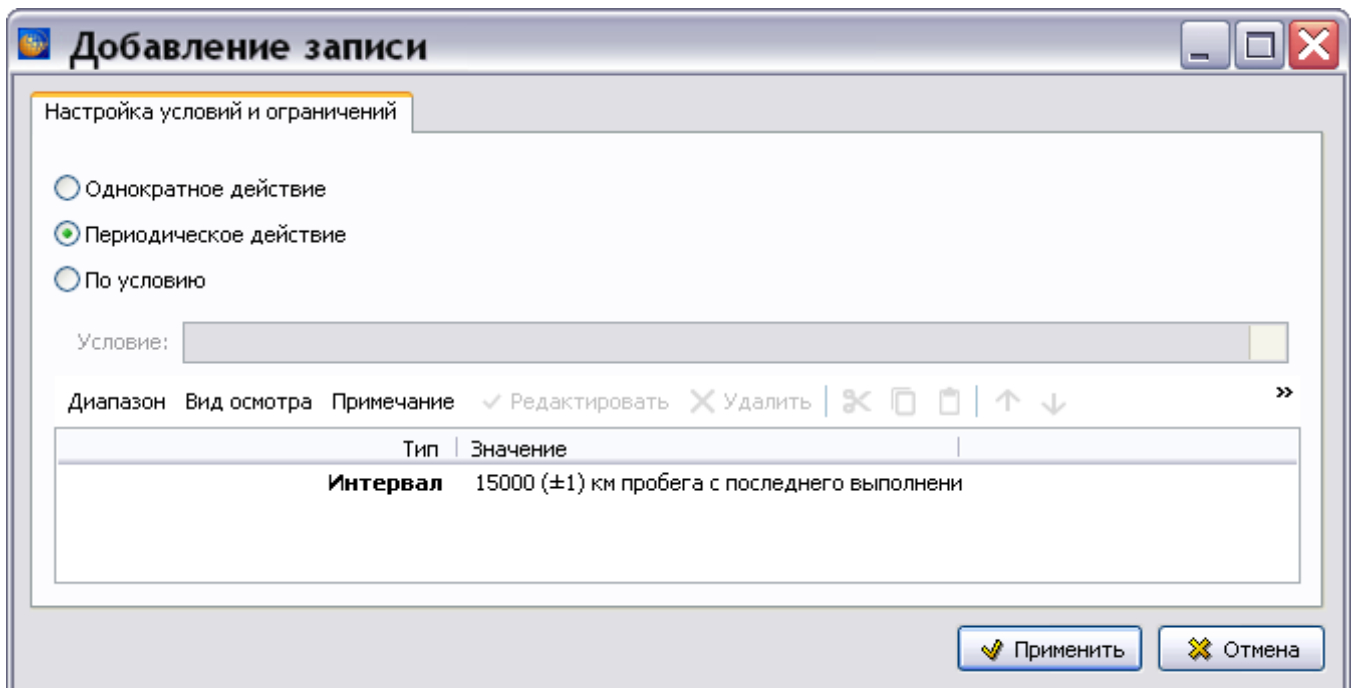 Добавление записи
Настройка условий и ограничений
Однократное действие
Периодическое действие
По условию
Условие:
Диапазон Вид осмотра Примечание Редактировать Удалить »
Тип Значение
Интервал 15000 (±1) км пробега с последнего выполнени
Применить Отмена